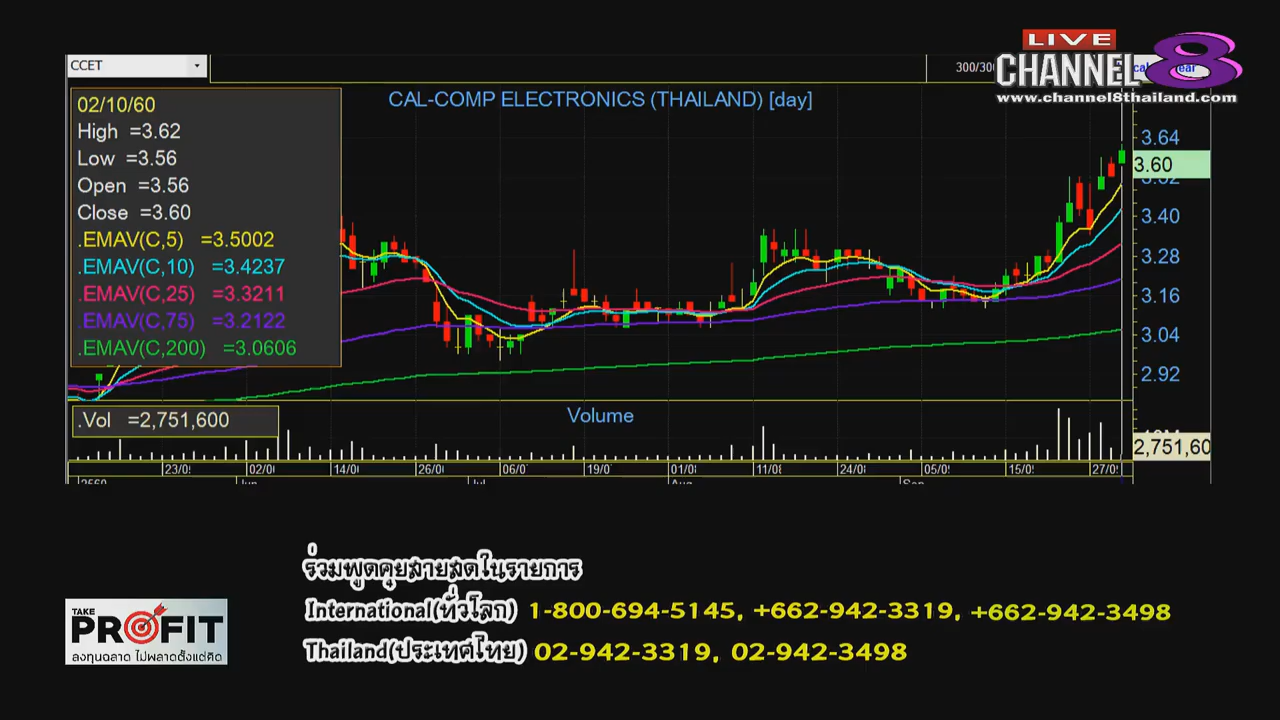 LIVE
CHANNEL 8
www.channel8thailand.com
CCET
300/300
CAL-COMP ELECTRONICS (THAILAND) [day]
02/10/60
High =3.62
Low =3.56
Open =3.56
Close =3.60
.EMAV(C,5) =3.5002
.EMAV(C,10) =3.4237
.EMAV(C,25) =3.3211
.EMAV(C,75) =3.2122
.EMAV(C,200) =3.0606
3.64
3.60
3.40
3.28
3.16
3.04
2.92
.Vol =2,751,600
Volume
2,751,60
23/0 02/0 14/0 26/0 06/0 19/0 01/0 11/0 24/0 05/0 15/0 27/0
2560 Jun Jul Aug Sep
ร่วมพูดคุยสายสดในรายการ
International(ทั่วโลก) 1-800-694-5145, +662-942-3319, +662-942-3498
Thailand(ประเทศไทย) 02-942-3319, 02-942-3498
TAKE
PROFIT
ลงทุนฉลาด ไม่พลาดตั้งแต่คิด